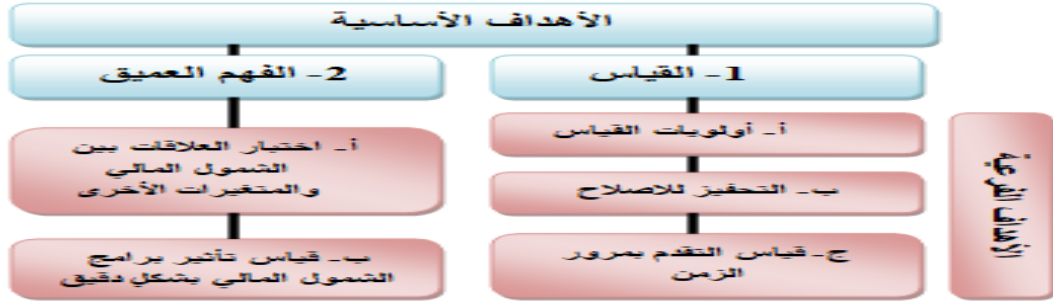 الأهداف الأساسية
1- القياس
2- الفهم العميق
أ- أولويات القياس
ب- التحفيز للاصلاح
ج- قياس التقدم بمرور
الزمن
أ- اختبار العلاقات بين
الشمول المالي
والمتغيرات الأخرى
ب- قياس تأثير برامج
الشمول المالي بشكل دقيق
الأهداف الفرعية